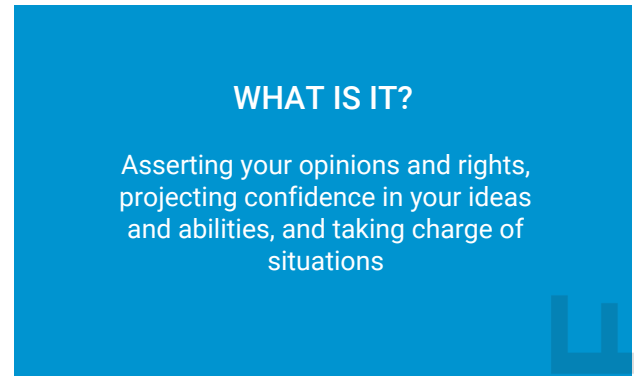 WHAT IS IT?
Asserting your opinions and rights,
projecting confidence in your ideas
and abilities, and taking charge of
situations